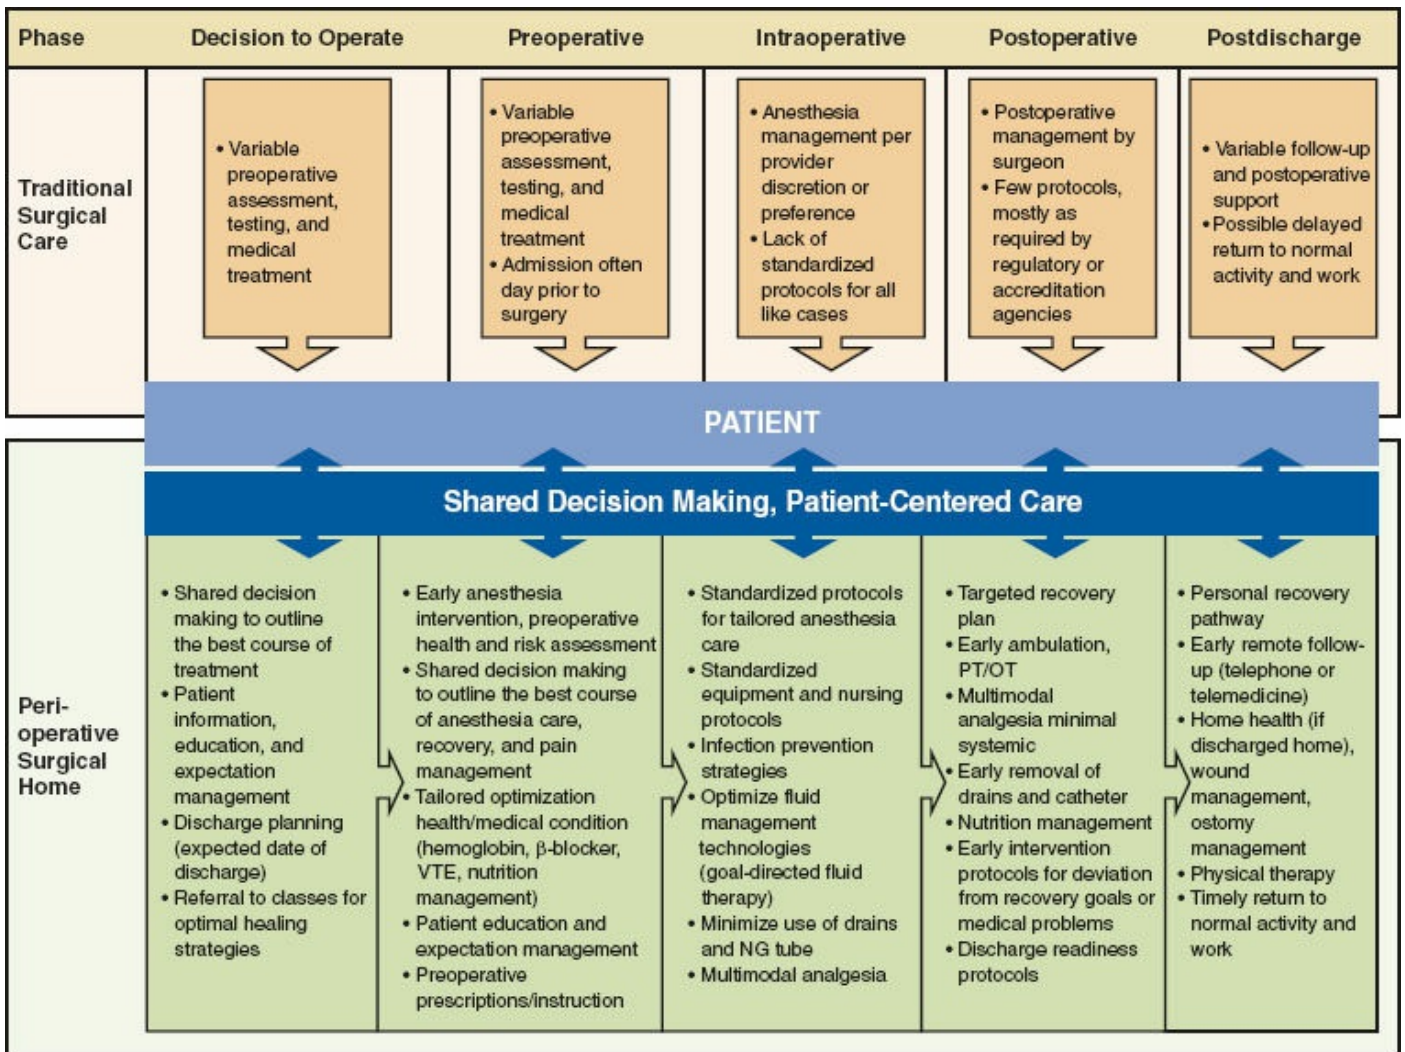 Phase
Decision to Operate
Preoperative
Intraoperative
Postoperative
Postdischarge
Traditional
Surgical
Care
• Variable
preoperative
assessment,
testing, and
medical
treatment
• Variable
preoperative
assessment,
testing, and
medical
treatment
• Admission often
day prior to
surgery
• Anesthesia
management per
provider
discretion or
preference
• Lack of
standardized
protocols for all
like cases
• Postoperative
management by
surgeon
• Few protocols,
mostly as
required by
regulatory or
accreditation
agencies
• Variable follow-up
and postoperative
support
• Possible delayed
return to normal
activity and work
PATIENT
Shared Decision Making, Patient-Centered Care
Peri-
operative
Surgical
Home
• Shared decision
making to outline
the best course of
treatment
• Patient
information,
education, and
expectation
management
• Discharge planning
(expected date of
discharge)
• Referral to classes for
optimal healing
strategies
• Early anesthesia
intervention, preoperative
health and risk assessment
• Shared decision making
to outline the best course
of anesthesia care,
recovery, and pain
management
• Tailored optimization
health/medical condition
(hemoglobin, β-blocker,
VTE, nutrition
management)
• Patient education and
expectation management
• Preoperative
prescriptions/instruction
• Standardized protocols
for tailored anesthesia
care
• Standardized
equipment and nursing
protocols
• Infection prevention
strategies
• Optimize fluid
management
technologies
(goal-directed fluid
therapy)
• Minimize use of drains
and NG tube
• Multimodal analgesia
• Targeted recovery
plan
• Early ambulation,
PT/OT
• Multimodal
analgesia minimal
systemic
• Early removal of
drains and catheter
• Nutrition management
• Early intervention
protocols for deviation
from recovery goals or
medical problems
• Discharge readiness
protocols
• Personal recovery
pathway
• Early remote follow-
up (telephone or
telemedicine)
• Home health (if
discharged home),
wound
management,
ostomy
management
• Physical therapy
• Timely return to
normal activity and
work